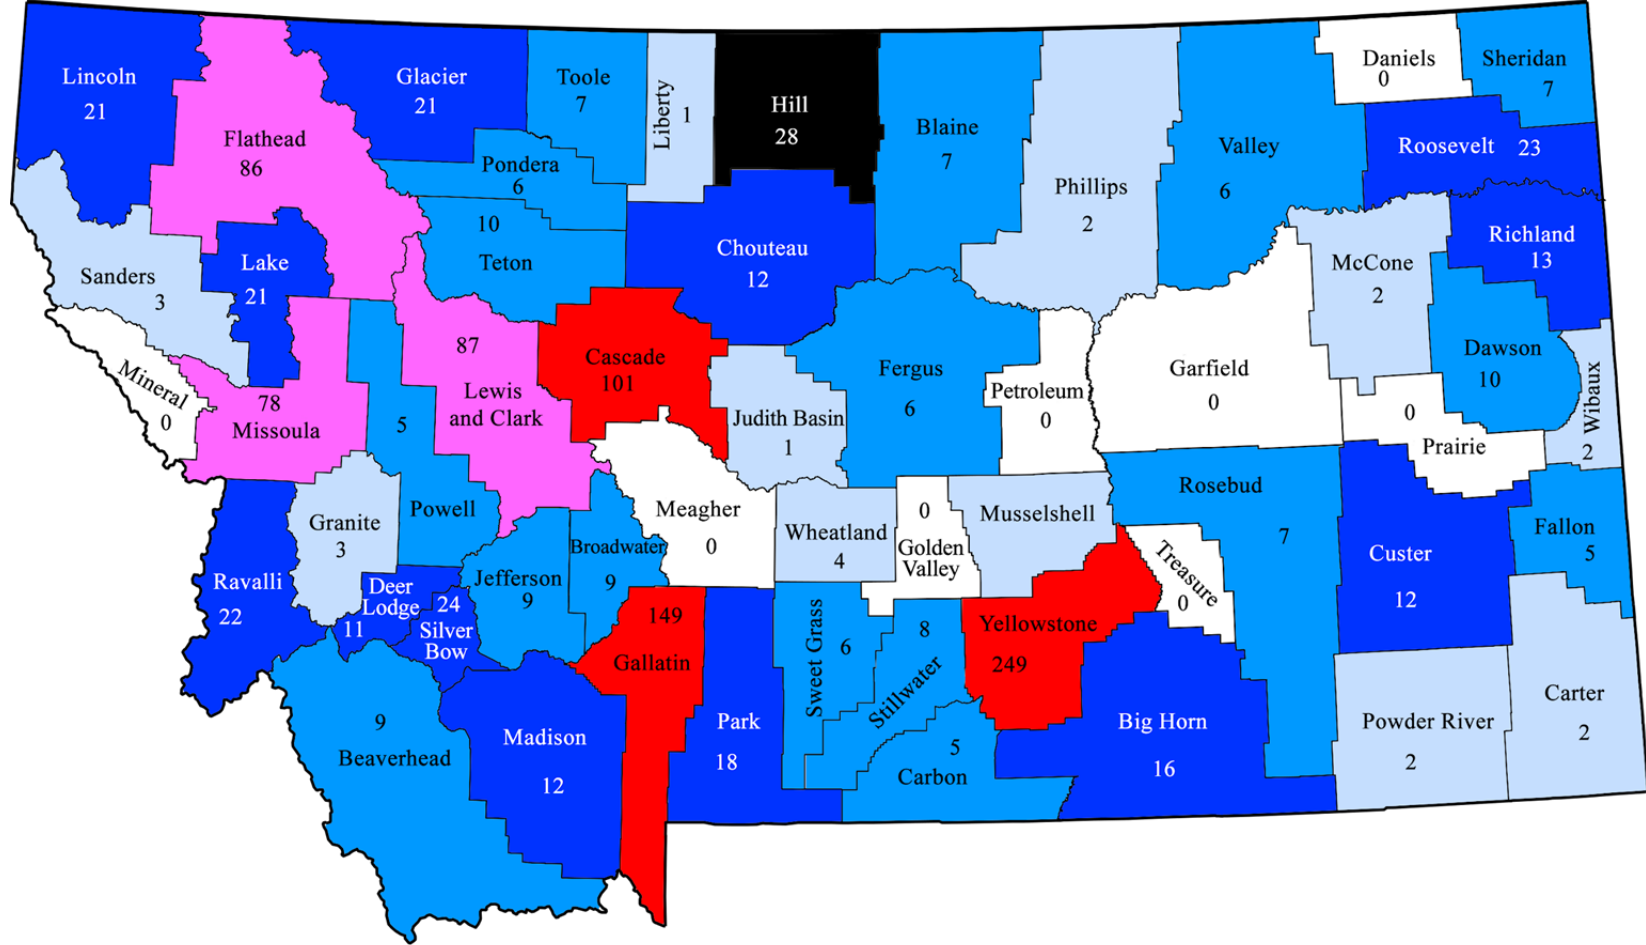 Lincoln
21
Flathead
86
Glacier
21
Toole
7
Liberty
1
Hill
28
Blaine
7
Phillips
2
Valley
6
Daniels
0
Sheridan
7
Roosevelt 23
Pondera
6
10
Teton
Chouteau
12
Sanders
3
Lake
21
Richland
13
McCone
2
Mineral
0
78
Missoula
5
Powell
87
Lewis
and Clark
Cascade
101
Judith Basin
1
Fergus
6
Petroleum
0
Garfield
0
Dawson
10
Wibaux
2
0
Prairie
Ravalli
22
Granite
3
Deer
Lodge
11
24
Silver
Bow
Jefferson
9
Broadwater
9
Meagher
0
Wheatland
4
0
Golden
Valley
Musselshell
Rosebud
7
Treasure
0
Custer
12
Fallon
5
9
Beaverhead
Madison
12
149
Gallatin
Park
18
Sweet Grass
6
8
Stillwater
5
Carbon
Yellowstone
249
Big Horn
16
Powder River
2
Carter
2